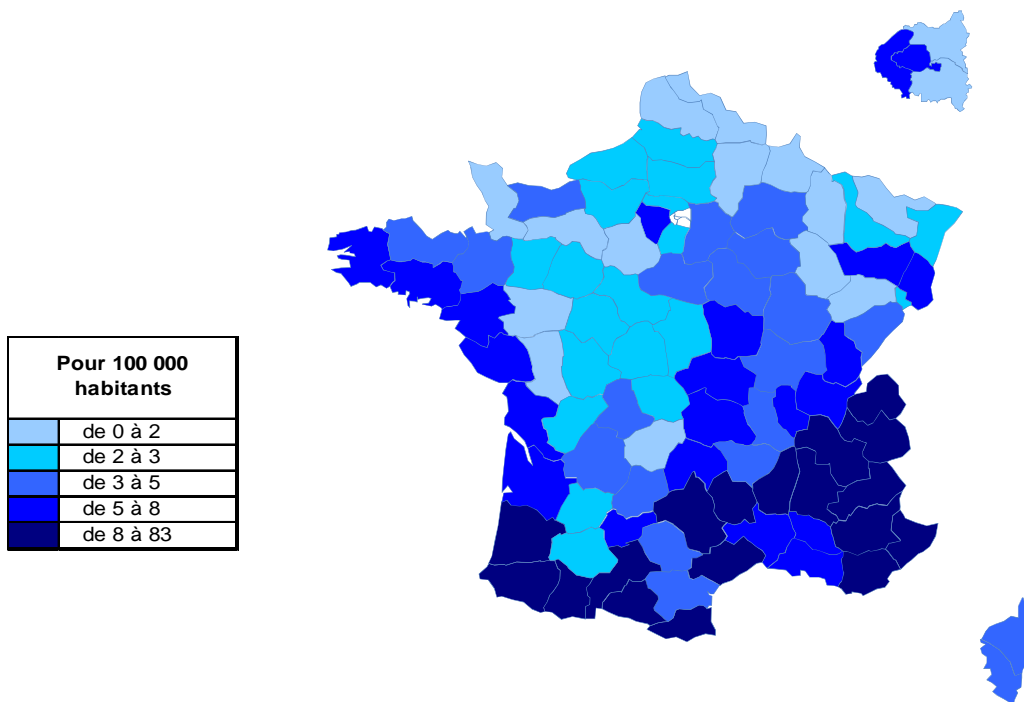 Pour 100 000
habitants
de 0 à 2
de 2 à 3
de 3 à 5
de 5 à 8
de 8 à 83